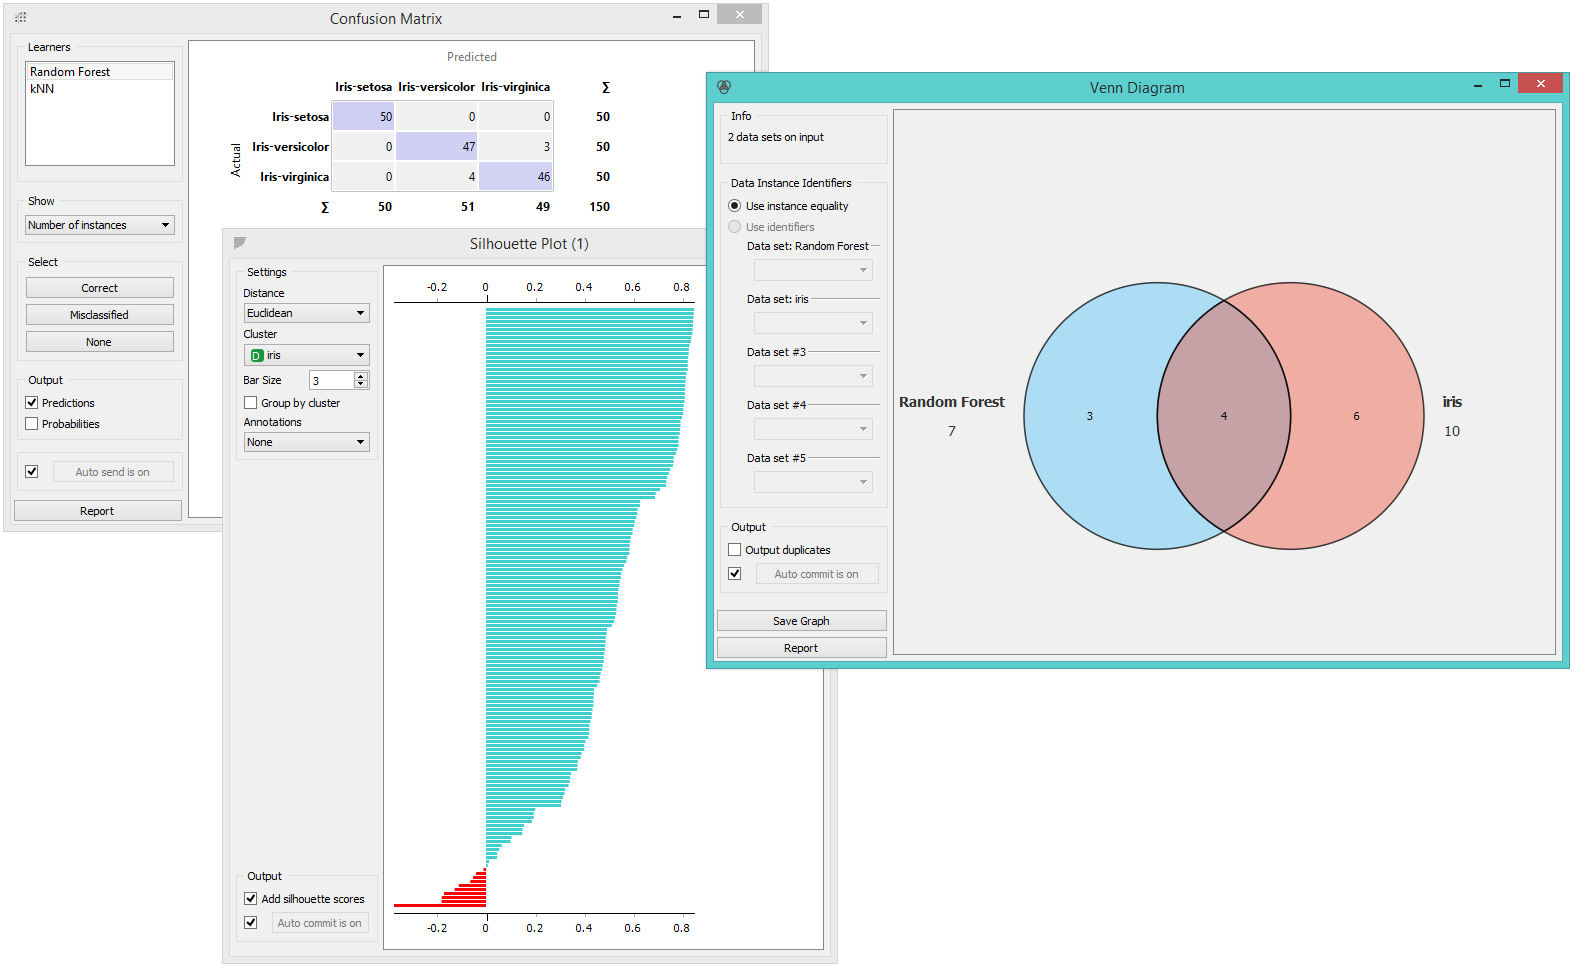 Confusion Matrix
Learners
Random Forest
kNN
Show
Number of instances
Select
Correct
Misclassified
None
Output
Predictions
Probabilities
Auto send is on
Report
Predicted
Iris-setosa Iris-versicolor Iris-virginica Σ
Iris-setosa 50 0 0 50
Actual
Iris-versicolor 0 47 3 50
Iris-virginica 0 4 46 50
Σ 50 51 49 150
Silhouette Plot (1)
Settings
Distance
Euclidean
Cluster
D iris
Bar Size 3
Group by cluster
Annotations
None
Output
Add silhouette scores
Auto commit is on
-0.2 0 0.2 0.4 0.6 0.8
-0.2 0 0.2 0.4 0.6 0.8
Venn Diagram
Info
2 data sets on input
Data Instance Identifiers
Use instance equality
Use identifiers
Data set: Random Forest
Data set: iris
Data set #3
Data set #4
Data set #5
Output
Output duplicates
Auto commit is on
Save Graph
Report
Random Forest
7
3
4
6
iris
10